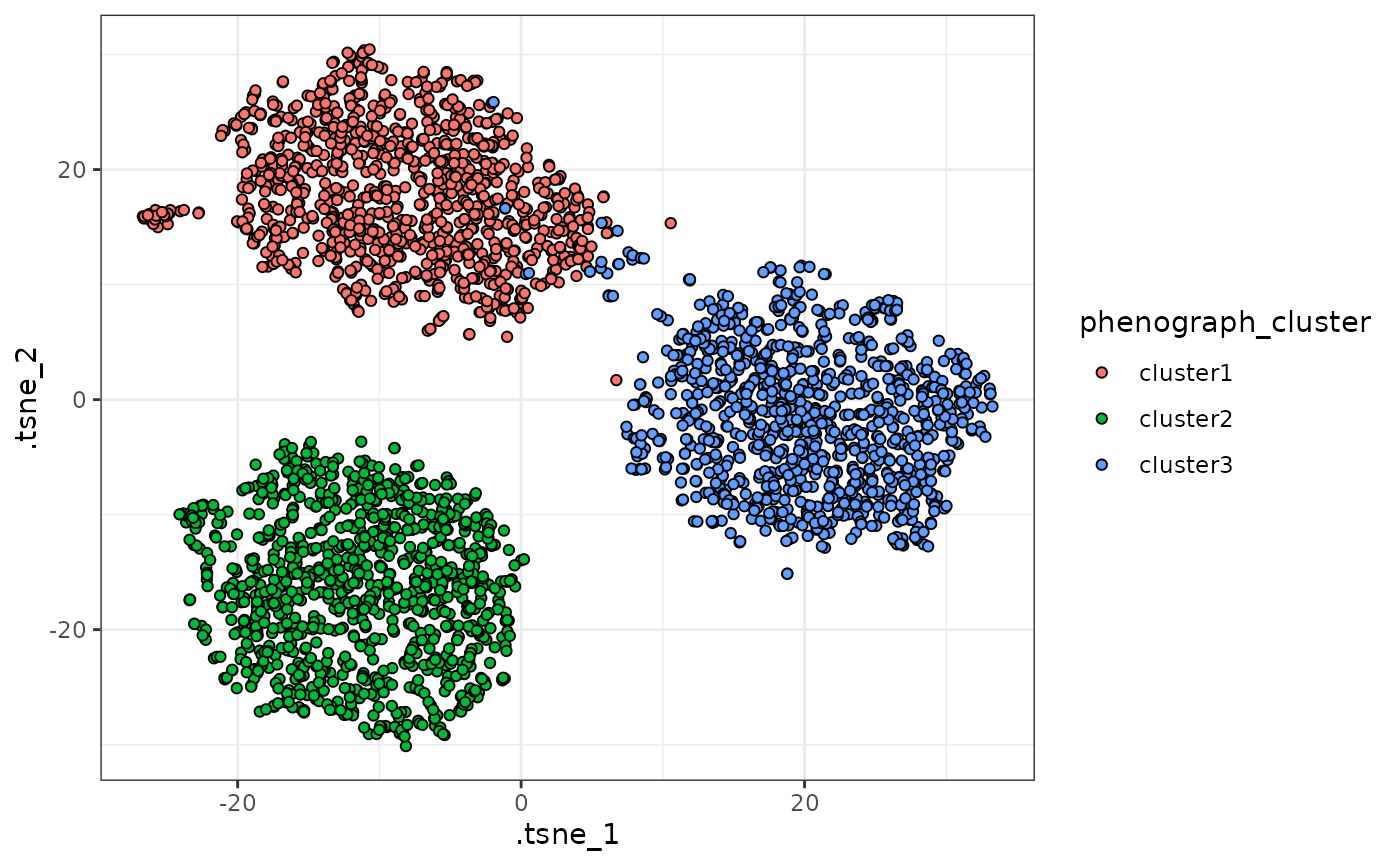 20
0
-20
.tsne_2
-20
0
20
.tsne_1
phenograph_cluster
cluster1
cluster2
cluster3